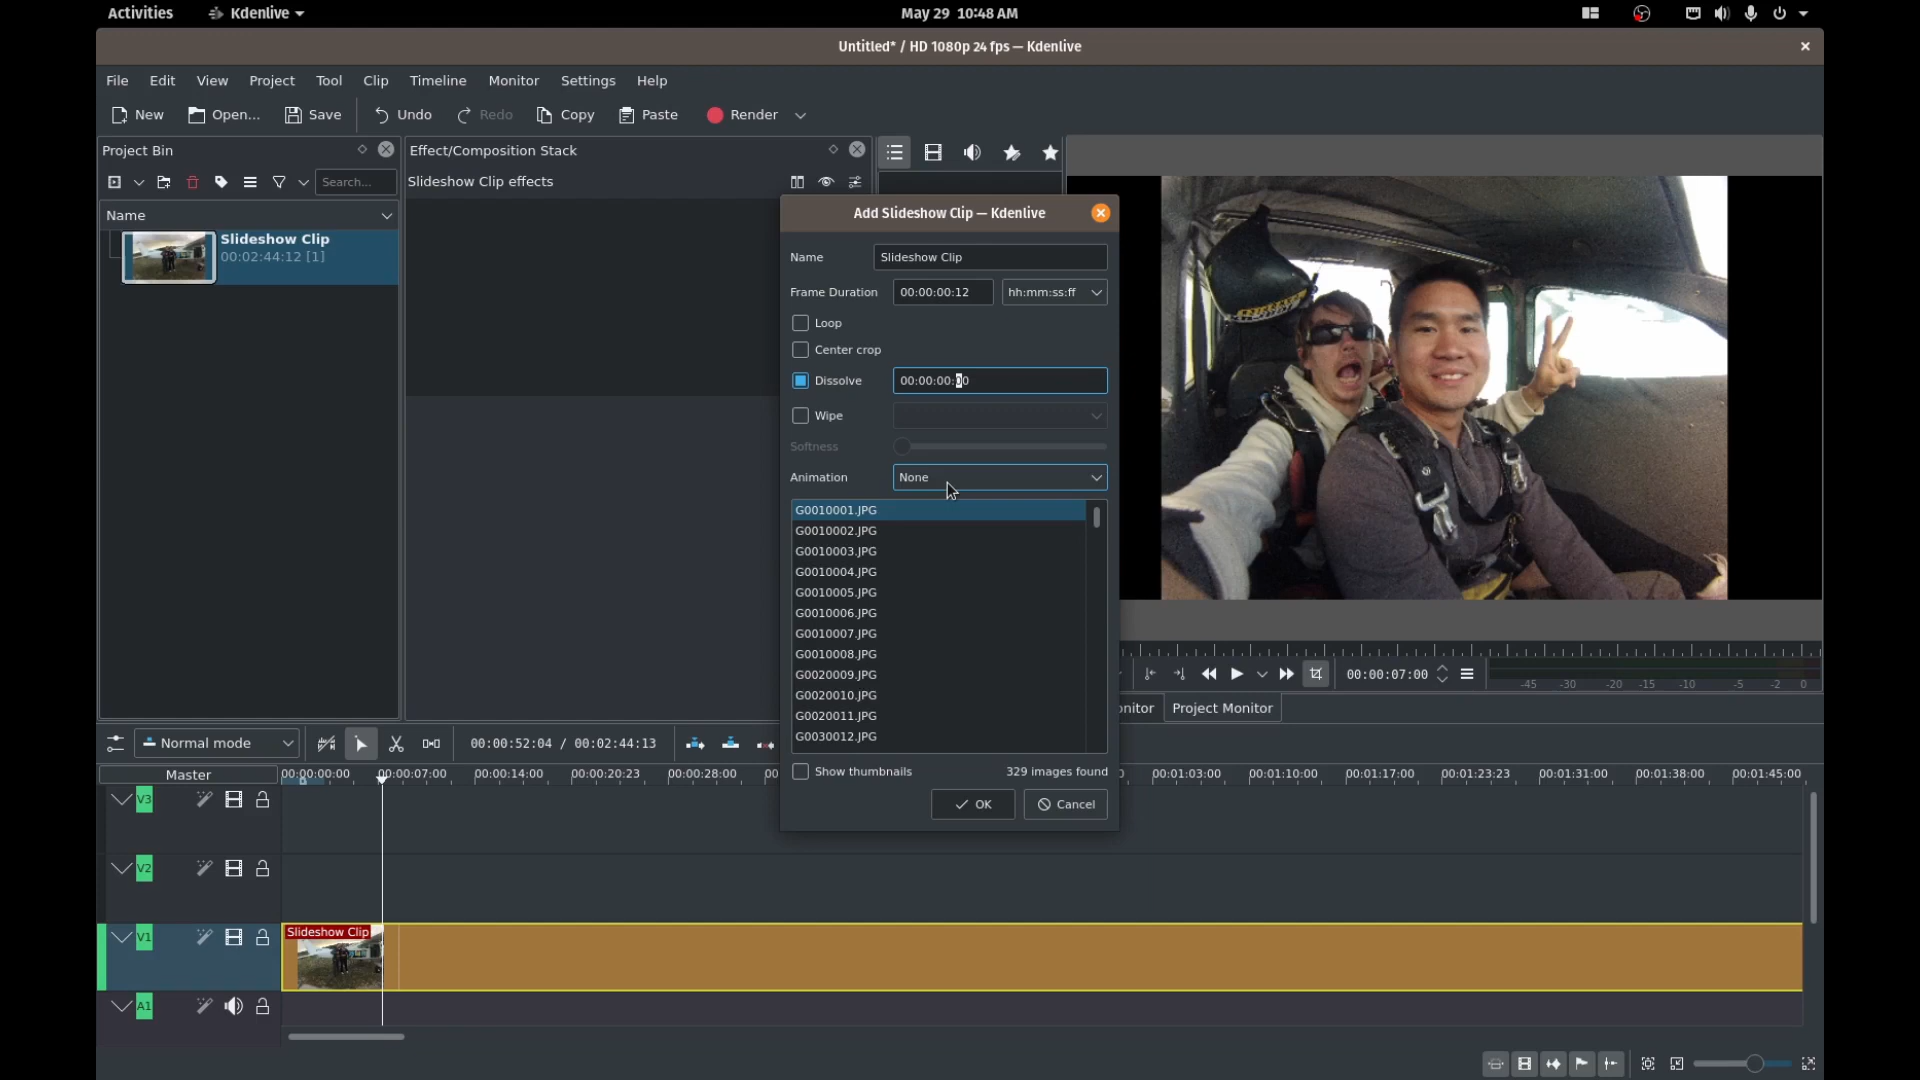 Activities Kdenlive May 29 10:48 AM
Untitled* / HD 1080p 24 fps — Kdenlive
File Edit View Project Tool Clip Timeline Monitor Settings Help
New Open... Save Undo Redo Copy Paste Render
Project Bin
Search...
Name
Slideshow Clip
00:02:44:12 [1]
Effect/Composition Stack
Slideshow Clip effects
Add Slideshow Clip — Kdenlive
Name Slideshow Clip
Frame Duration 00:00:00:12 hh:mm:ss:ff
Loop
Center crop
Dissolve 00:00:00:00
Wipe
Softness
Animation None
G0010001.JPG
G0010002.JPG
G0010003.JPG
G0010004.JPG
G0010005.JPG
G0010006.JPG
G0010007.JPG
G0010008.JPG
G0020009.JPG
G0020010.JPG
G0020011.JPG
G0030012.JPG
Show thumbnails 329 images found
OK Cancel
00:00:07:00
-45 -30 -20 -15 -10 -5 -2 0
onitor Project Monitor
Normal mode 00:00:52:04 / 00:02:44:13
Master 00:00:00:00 00:00:07:00 00:00:14:00 00:00:20:23 00:00:28:00 00 0 00:01:03:00 00:01:10:00 00:01:17:00 00:01:23:23 00:01:31:00 00:01:38:00 00:01:45:00
V3
V2
V1
Slideshow Clip
A1